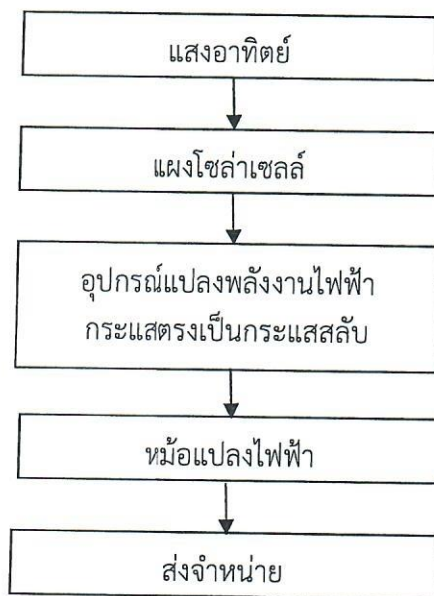 แสงอาทิตย์
แผงโซล่าเซลล์
อุปกรณ์แปลงพลังงานไฟฟ้า
กระแสตรงเป็นกระแสสลับ
หม้อแปลงไฟฟ้า
ส่งจำหน่าย